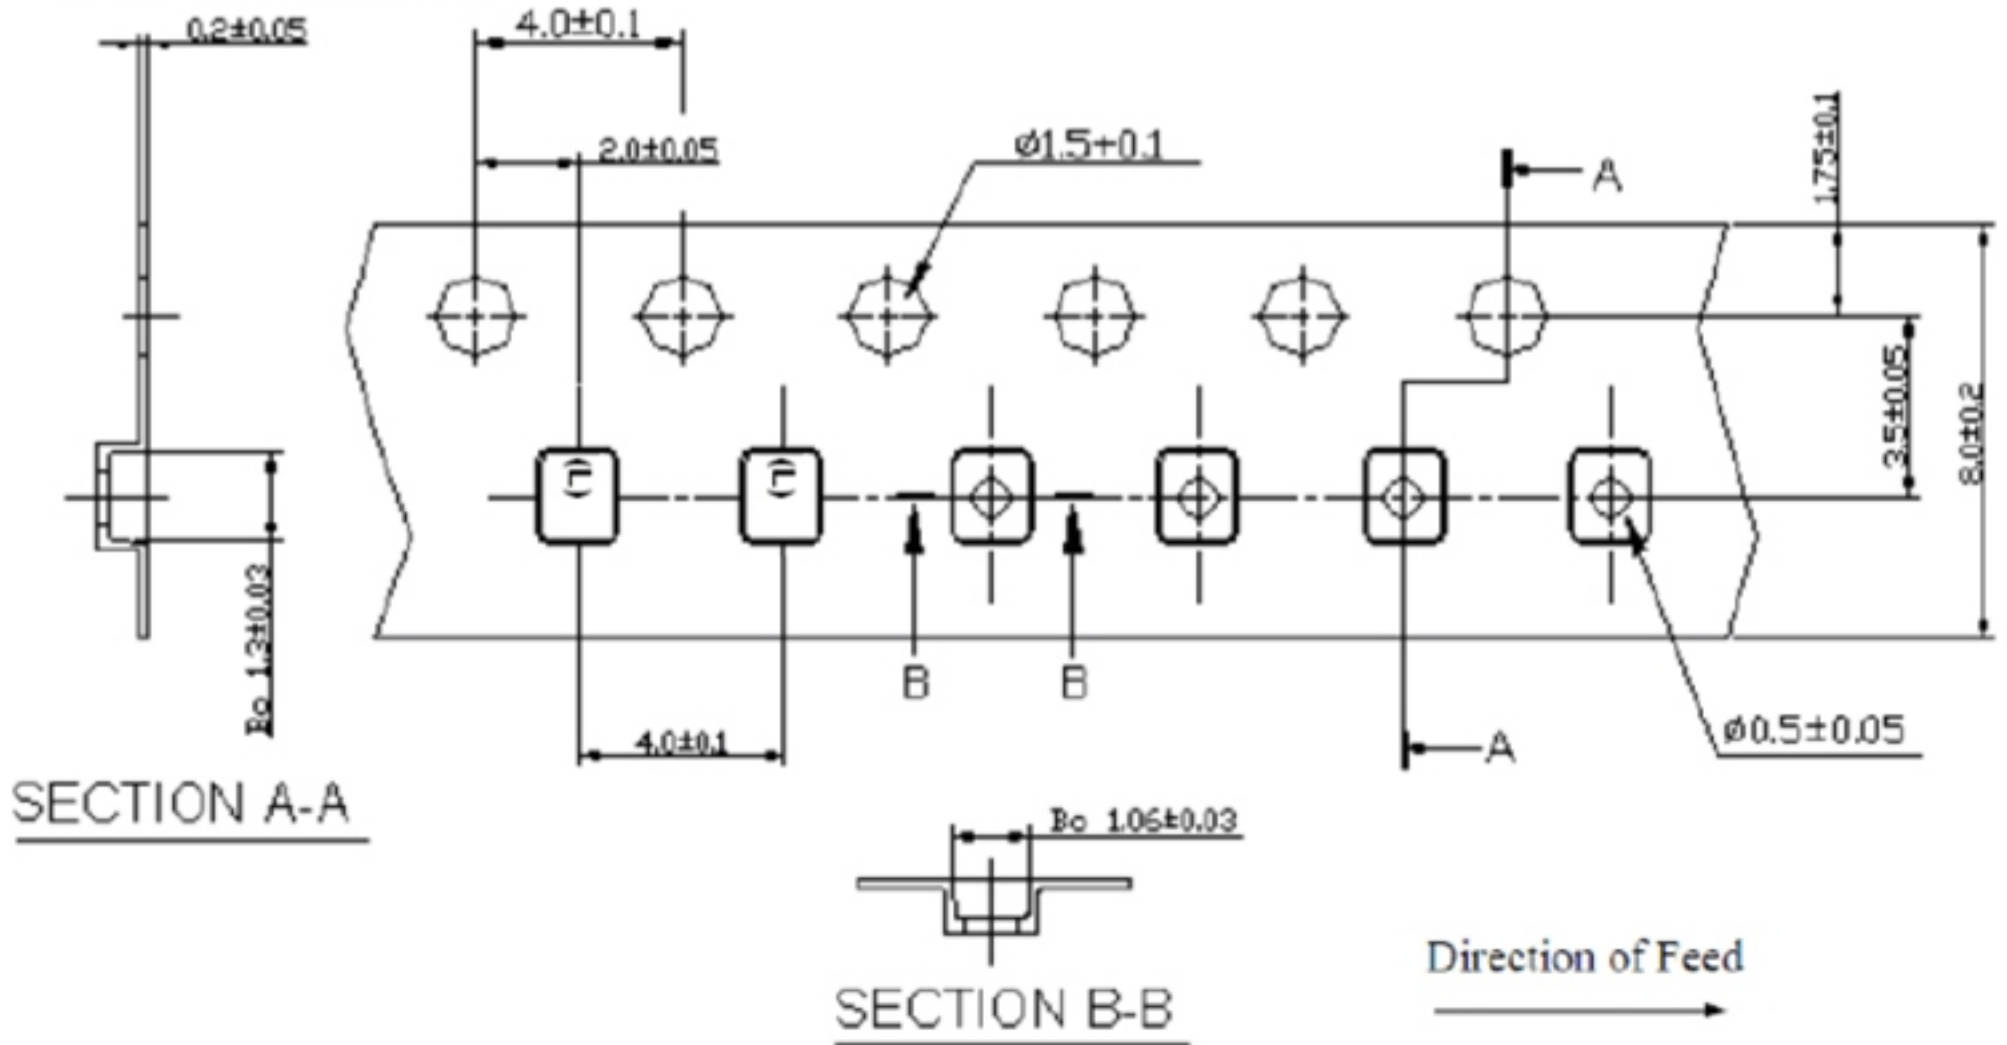 0.2±0.05
4.0±0.1
2.0±0.05
Ø1.5+0.1
A
1.75±0.1
3.5±0.05
8.0±0.2
(L)
(L)
Bo 1.3±0.03
B
B
4.0±0.1
A
Ø0.5±0.05
SECTION A-A
Bo 1.06±0.03
SECTION B-B
Direction of Feed